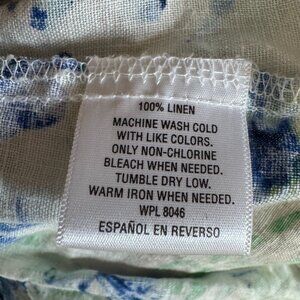 100% LINEN
MACHINE WASH COLD
WITH LIKE COLORS.
ONLY NON-CHLORINE
BLEACH WHEN NEEDED.
TUMBLE DRY LOW.
WARM IRON WHEN NEEDED.
WPL 8046
ESPAÑOL EN REVERSO